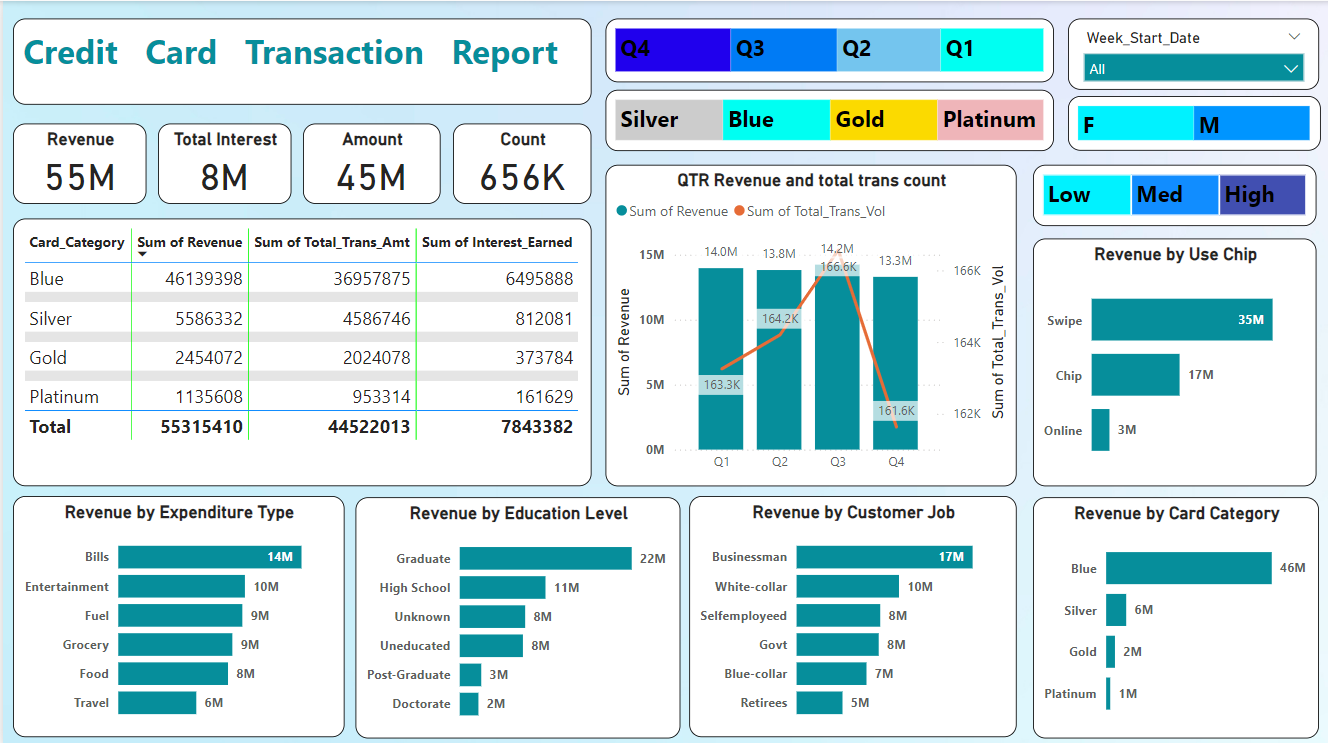 Credit Card Transaction Report
Q4 Q3 Q2 Q1
Week_Start_Date
All
Silver Blue Gold Platinum
F M
Revenue
55M
Total Interest
8M
Amount
45M
Count
656K
Low Med High
Card_Category Sum of Revenue Sum of Total_Trans_Amt Sum of Interest_Earned
Blue 46139398 36957875 6495888
Silver 5586332 4586746 812081
Gold 2454072 2024078 373784
Platinum 1135608 953314 161629
Total 55315410 44522013 7843382
QTR Revenue and total trans count
Sum of Revenue Sum of Total_Trans_Vol
Sum of Revenue
15M
10M
5M
0M
14.0M 13.8M 14.2M 13.3M
163.3K 164.2K 166.6K 161.6K
Q1 Q2 Q3 Q4
166K
164K
162K
Sum of Total_Trans_Vol
Revenue by Use Chip
Swipe 35M
Chip 17M
Online 3M
Revenue by Expenditure Type
Bills 14M
Entertainment 10M
Fuel 9M
Grocery 9M
Food 8M
Travel 6M
Revenue by Education Level
Graduate 22M
High School 11M
Unknown 8M
Uneducated 8M
Post-Graduate 3M
Doctorate 2M
Revenue by Customer Job
Businessman 17M
White-collar 10M
Selfemployeed 8M
Govt 8M
Blue-collar 7M
Retirees 5M
Revenue by Card Category
Blue 46M
Silver 6M
Gold 2M
Platinum 1M